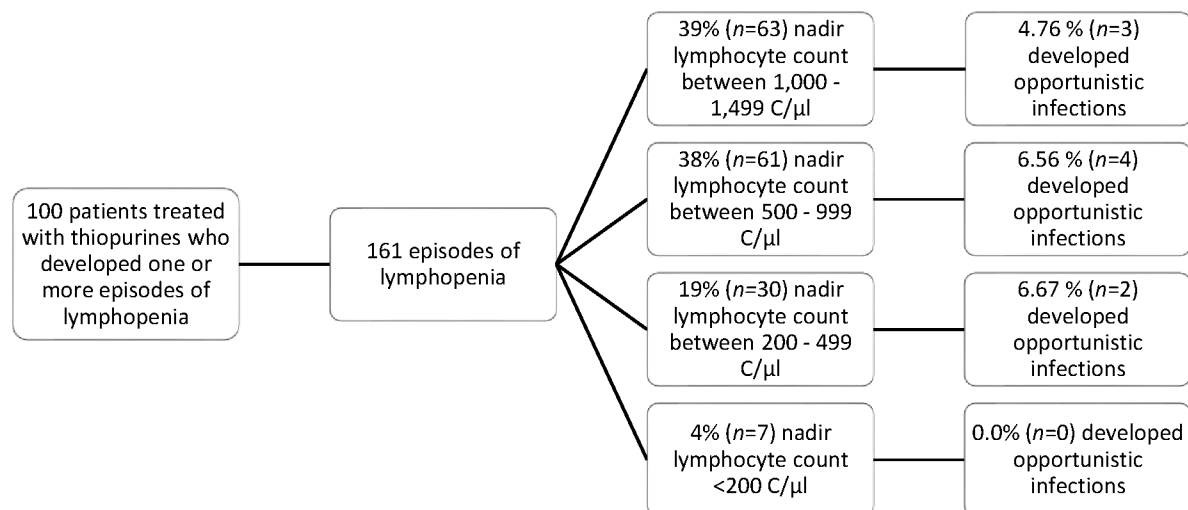 100 patients treated
with thiopurines who
developed one or
more episodes of
lymphopenia
161 episodes of
lymphopenia
39% (n=63) nadir
lymphocyte count
between 1,000 -
1,499 C/µl
4.76 % (n=3)
developed
opportunistic
infections
38% (n=61) nadir
lymphocyte count
between 500 - 999
C/µl
6.56 % (n=4)
developed
opportunistic
infections
19% (n=30) nadir
lymphocyte count
between 200 - 499
C/µl
6.67 % (n=2)
developed
opportunistic
infections
4% (n=7) nadir
lymphocyte count
<200 C/µl
0.0% (n=0) developed
opportunistic
infections